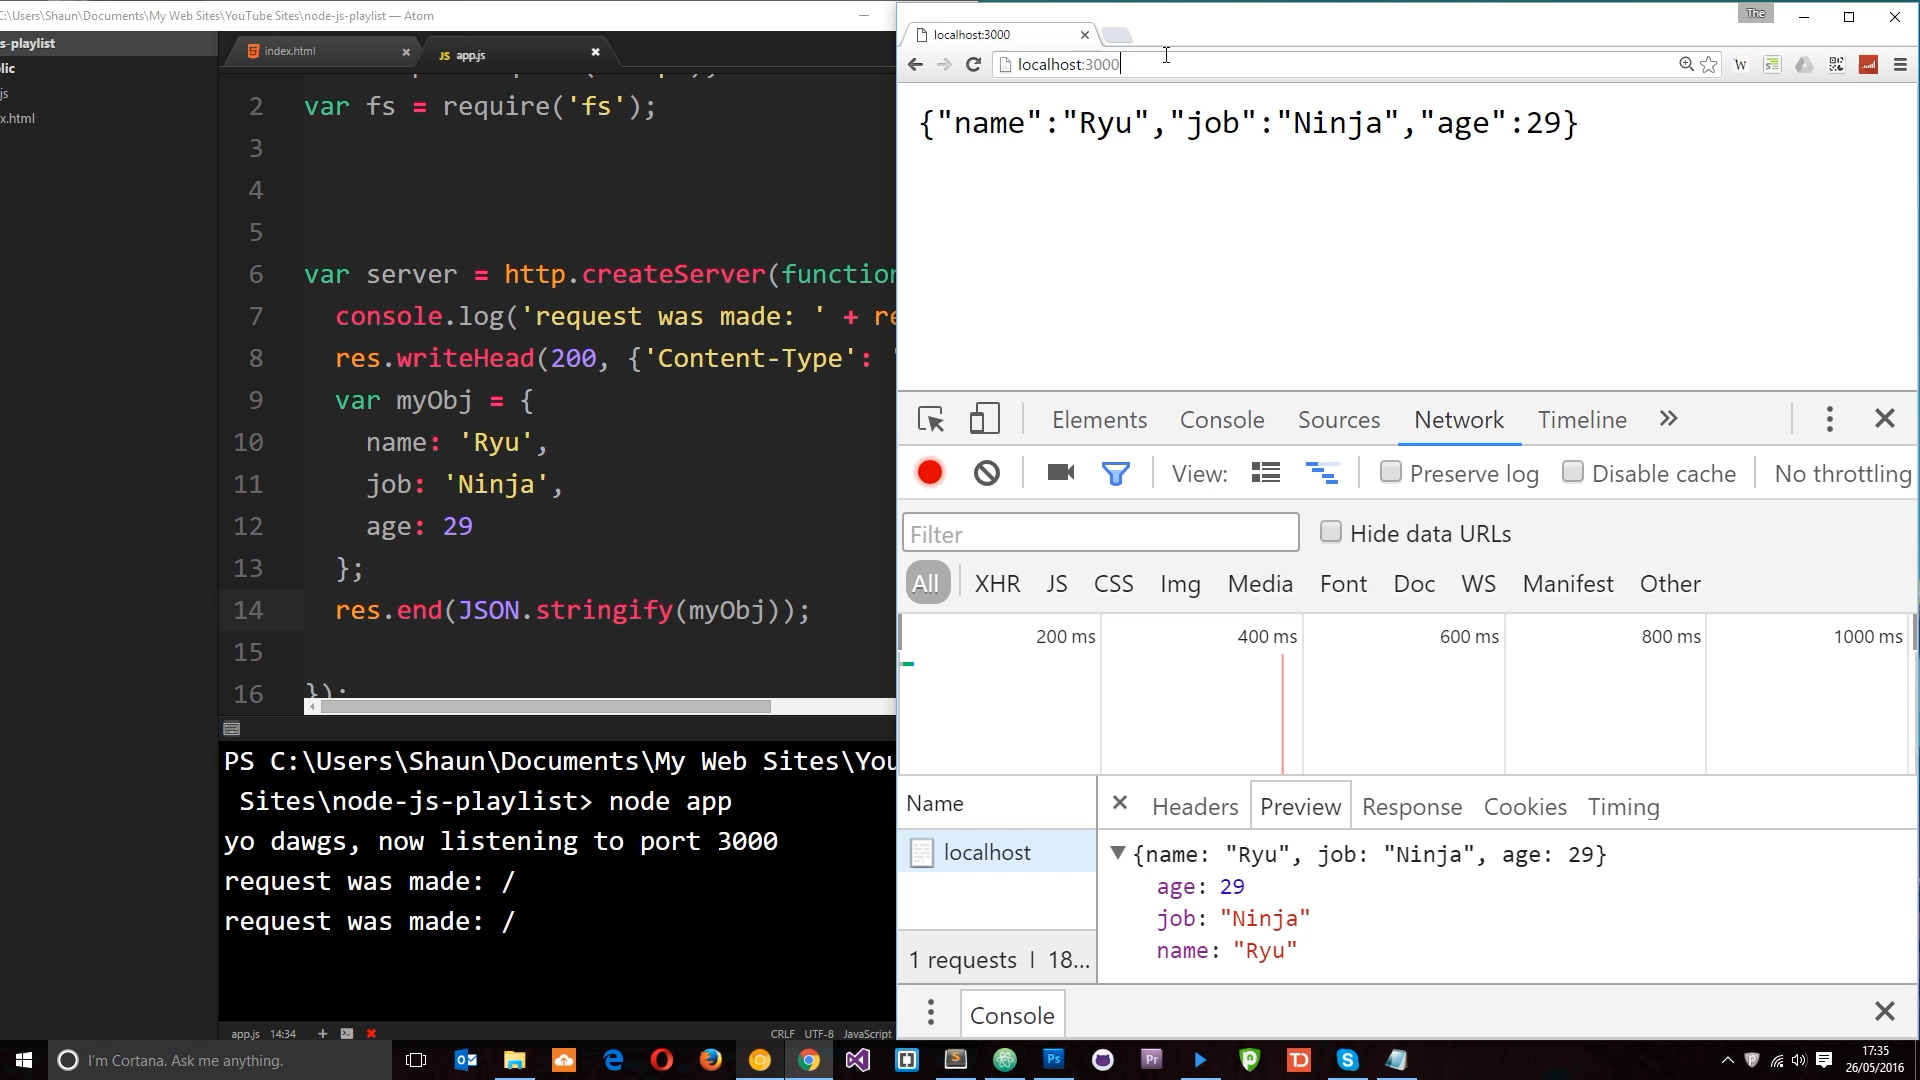 C:\Users\Shaun\Documents\My Web Sites\YouTube Sites\node-js-playlist — Atom
s-playlist
lic
js
x.html
index.html
JS app.js
2 var fs = require('fs');
3
4
5
6 var server = http.createServer(function
7 console.log('request was made: ' + re
8 res.writeHead(200, {'Content-Type': '
9 var myObj = {
10 name: 'Ryu',
11 job: 'Ninja',
12 age: 29
13 };
14 res.end(JSON.stringify(myObj));
15
16 });
PS C:\Users\Shaun\Documents\My Web Sites\You
Sites\node-js-playlist> node app
yo dawgs, now listening to port 3000
request was made: /
request was made: /
app.js 14:34
CRLF UTF-8 JavaScript
The
localhost:3000
localhost:3000
{"name":"Ryu","job":"Ninja","age":29}
Elements Console Sources Network Timeline »
View: Preserve log Disable cache No throttling
Filter Hide data URLs
All XHR JS CSS Img Media Font Doc WS Manifest Other
200 ms 400 ms 600 ms 800 ms 1000 ms
Name Headers Preview Response Cookies Timing
localhost
{name: "Ryu", job: "Ninja", age: 29}
age: 29
job: "Ninja"
name: "Ryu"
1 requests | 18...
Console
I'm Cortana. Ask me anything.
17:35
26/05/2016